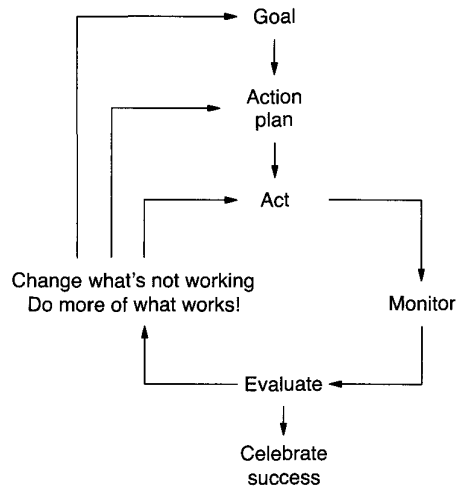 Goal
Action
plan
Act
Change what's not working
Do more of what works!
Monitor
Evaluate
Celebrate
success